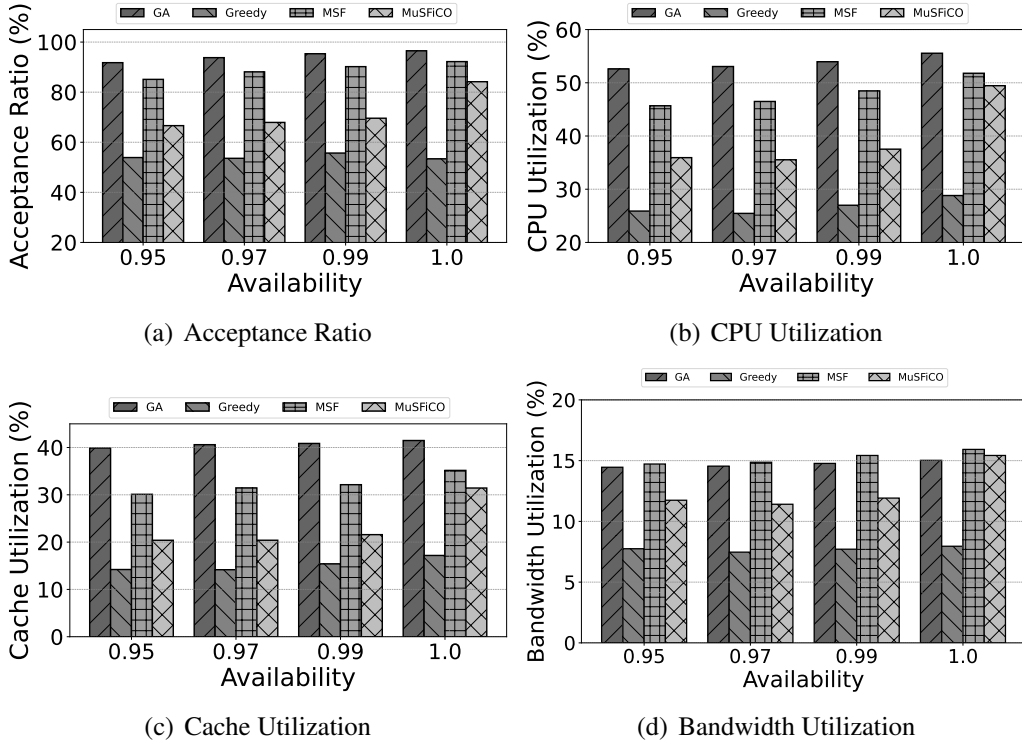 GA Greedy MSF MuSFiCO
Acceptance Ratio (%)
100
80
60
40
20
0.95 0.97 0.99 1.0
Availability
(a) Acceptance Ratio
GA Greedy MSF MuSFiCO
CPU Utilization (%)
60
50
40
30
20
0.95 0.97 0.99 1.0
Availability
(b) CPU Utilization
GA Greedy MSF MuSFiCO
Cache Utilization (%)
40
30
20
10
0
0.95 0.97 0.99 1.0
Availability
(c) Cache Utilization
GA Greedy MSF MuSFiCO
Bandwidth Utilization (%)
20
15
10
5
0
0.95 0.97 0.99 1.0
Availability
(d) Bandwidth Utilization